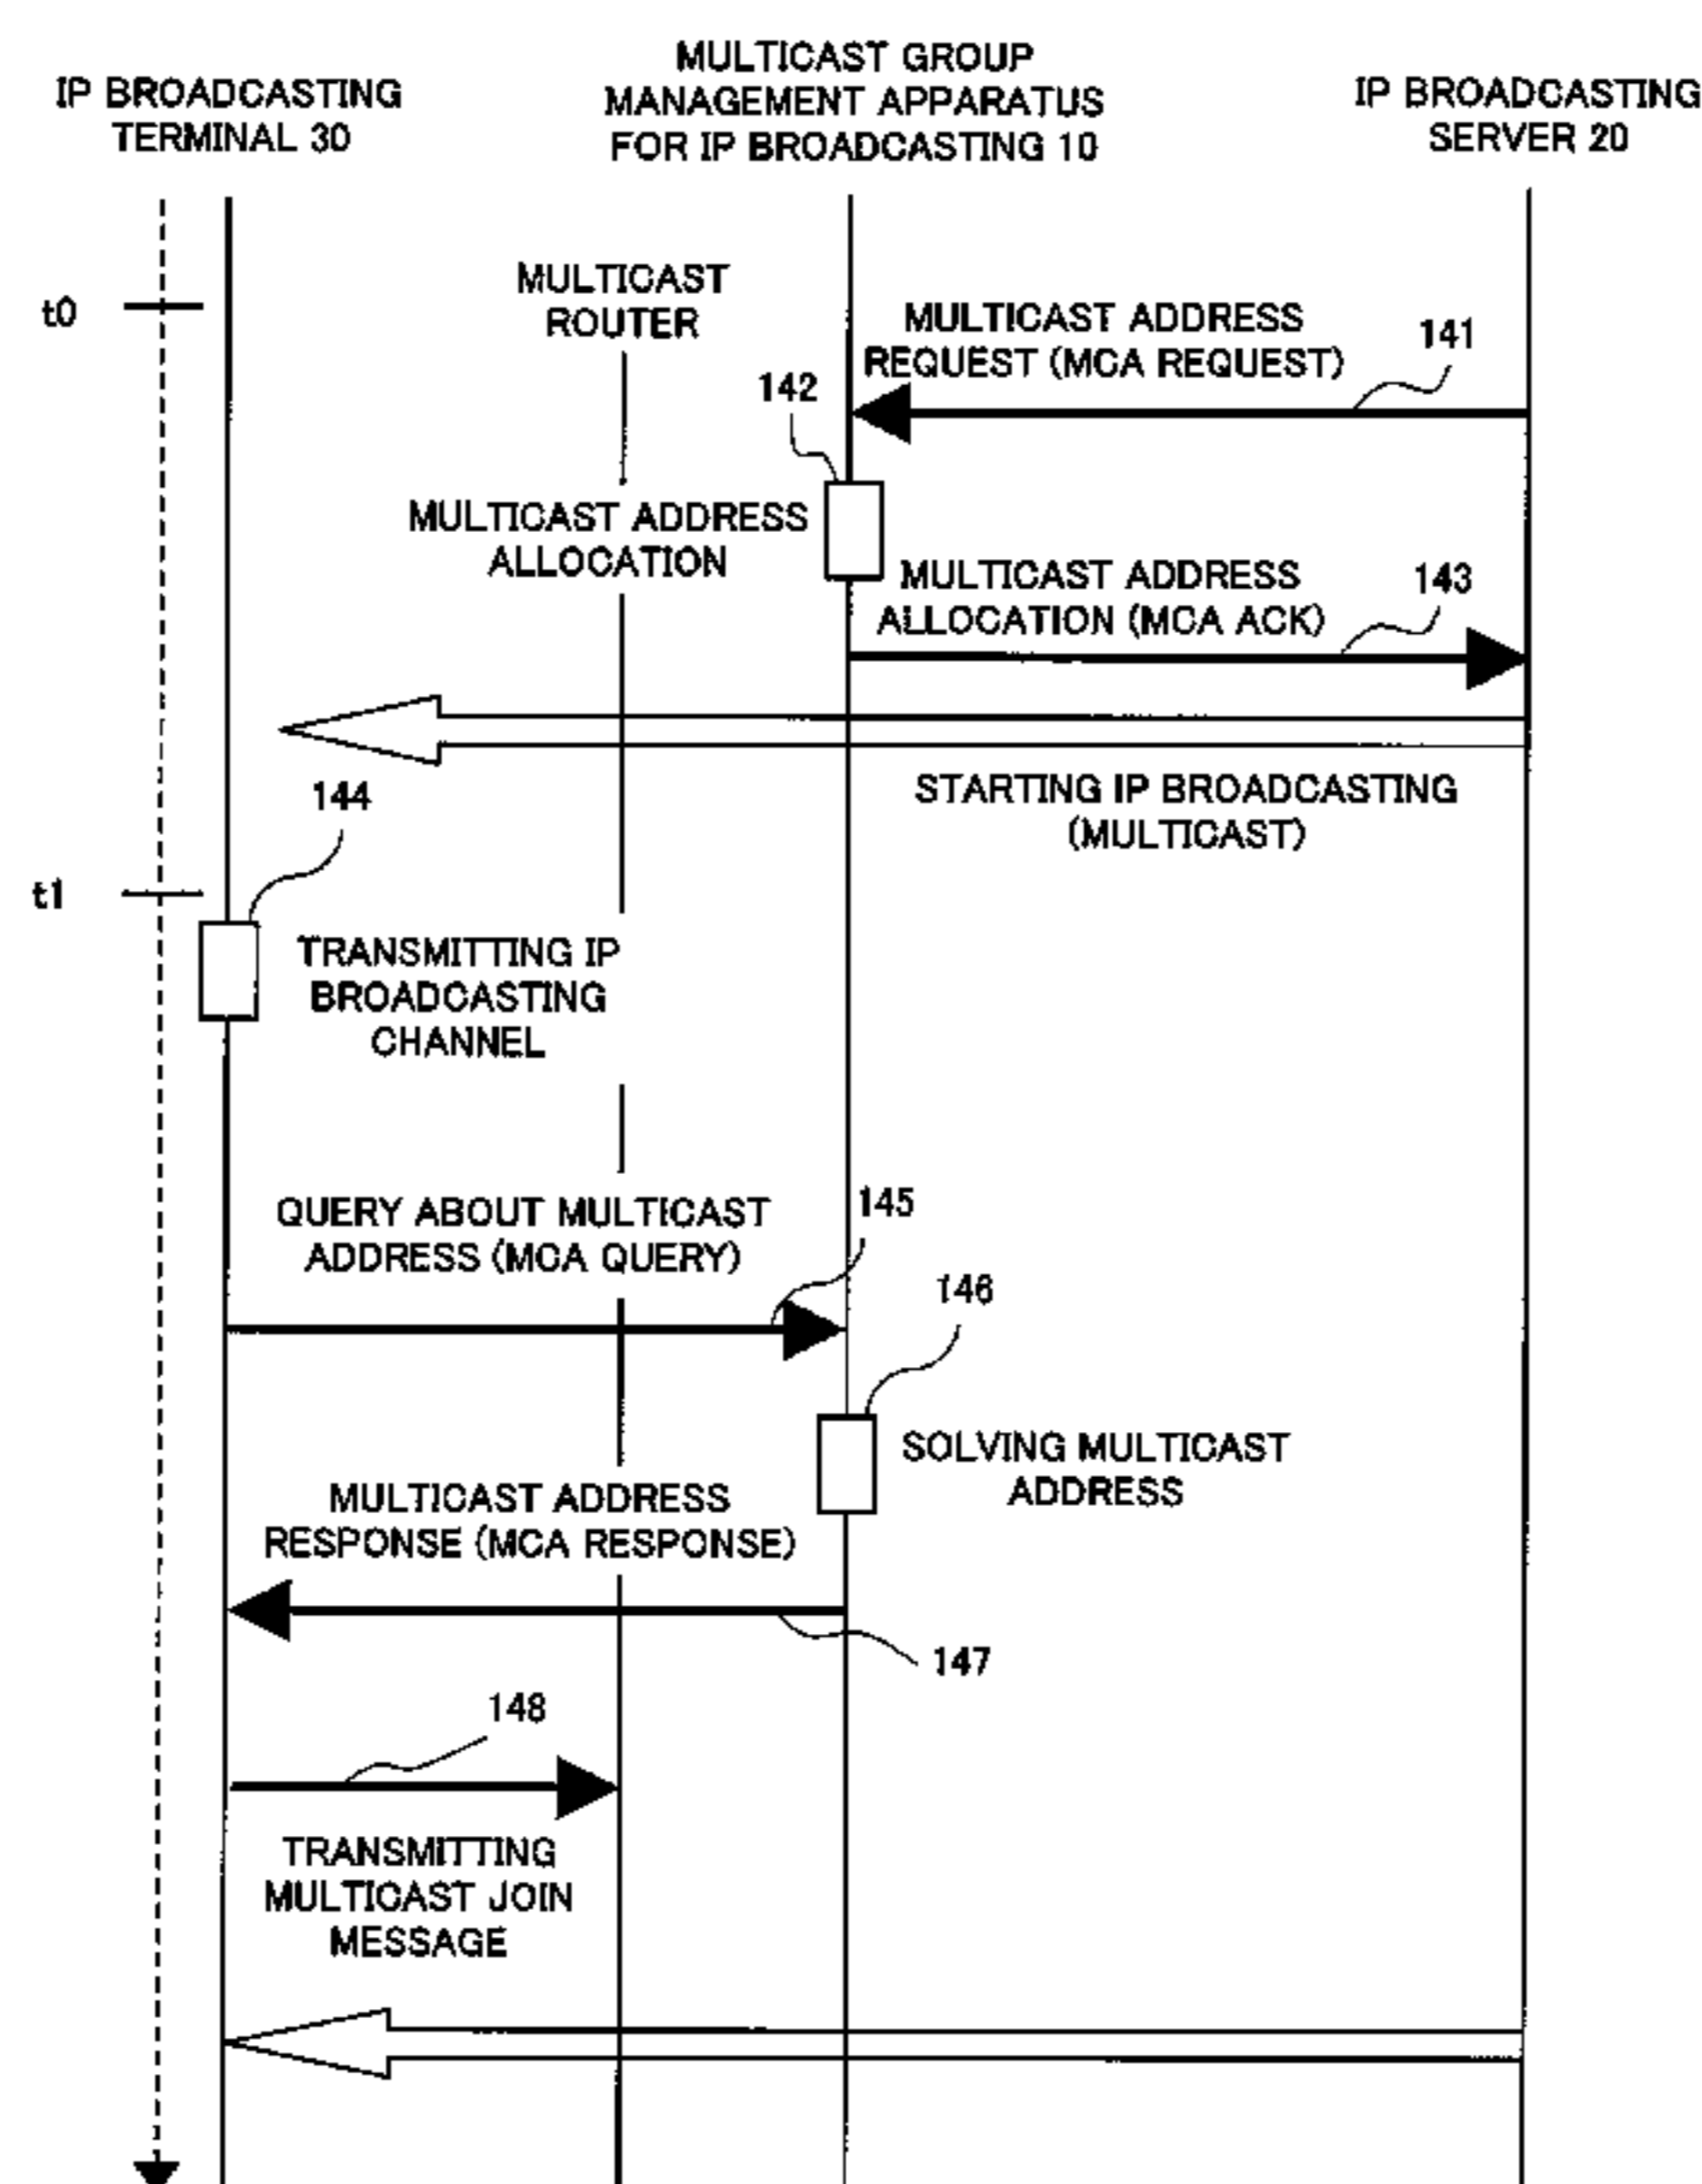 IP BROADCASTING
TERMINAL 30
MULTICAST GROUP
MANAGEMENT APPARATUS
FOR IP BROADCASTING 10
IP BROADCASTING
SERVER 20
t0
MULTICAST
ROUTER
MULTICAST ADDRESS
REQUEST (MCA REQUEST)
141
142
MULTICAST ADDRESS
ALLOCATION
MULTICAST ADDRESS
ALLOCATION (MCA ACK)
143
STARTING IP BROADCASTING
(MULTICAST)
144
t1
TRANSMITTING IP
BROADCASTING
CHANNEL
QUERY ABOUT MULTICAST
ADDRESS (MCA QUERY)
145
146
SOLVING MULTICAST
ADDRESS
MULTICAST ADDRESS
RESPONSE (MCA RESPONSE)
147
148
TRANSMITTING
MULTICAST JOIN
MESSAGE